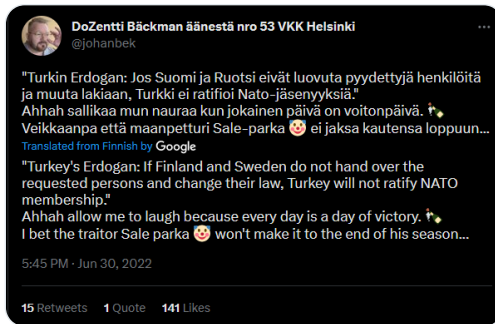 DoZentti Bäckman äänestä nro 53 VKK Helsinki
@johanbek
"Turkin Erdogan: Jos Suomi ja Ruotsi eivät luovuta pyydettyjä henkilöitä
ja muuta lakiaan, Turkki ei ratifioi Nato-jäsenyyksiä."
Ahhah sallikaa mun nauraa kun jokainen päivä on voitonpäivä. 🍾
Veikkaanpa että maanpetturi Sale-parka 🤡 ei jaksa kautensa loppuun...
Translated from Finnish by Google
"Turkey's Erdogan: If Finland and Sweden do not hand over the
requested persons and change their law, Turkey will not ratify NATO
membership."
Ahhah allow me to laugh because every day is a day of victory. 🍾
I bet the traitor Sale parka 🤡 won't make it to the end of his season...
5:45 PM · Jun 30, 2022
15 Retweets 1 Quote 141 Likes